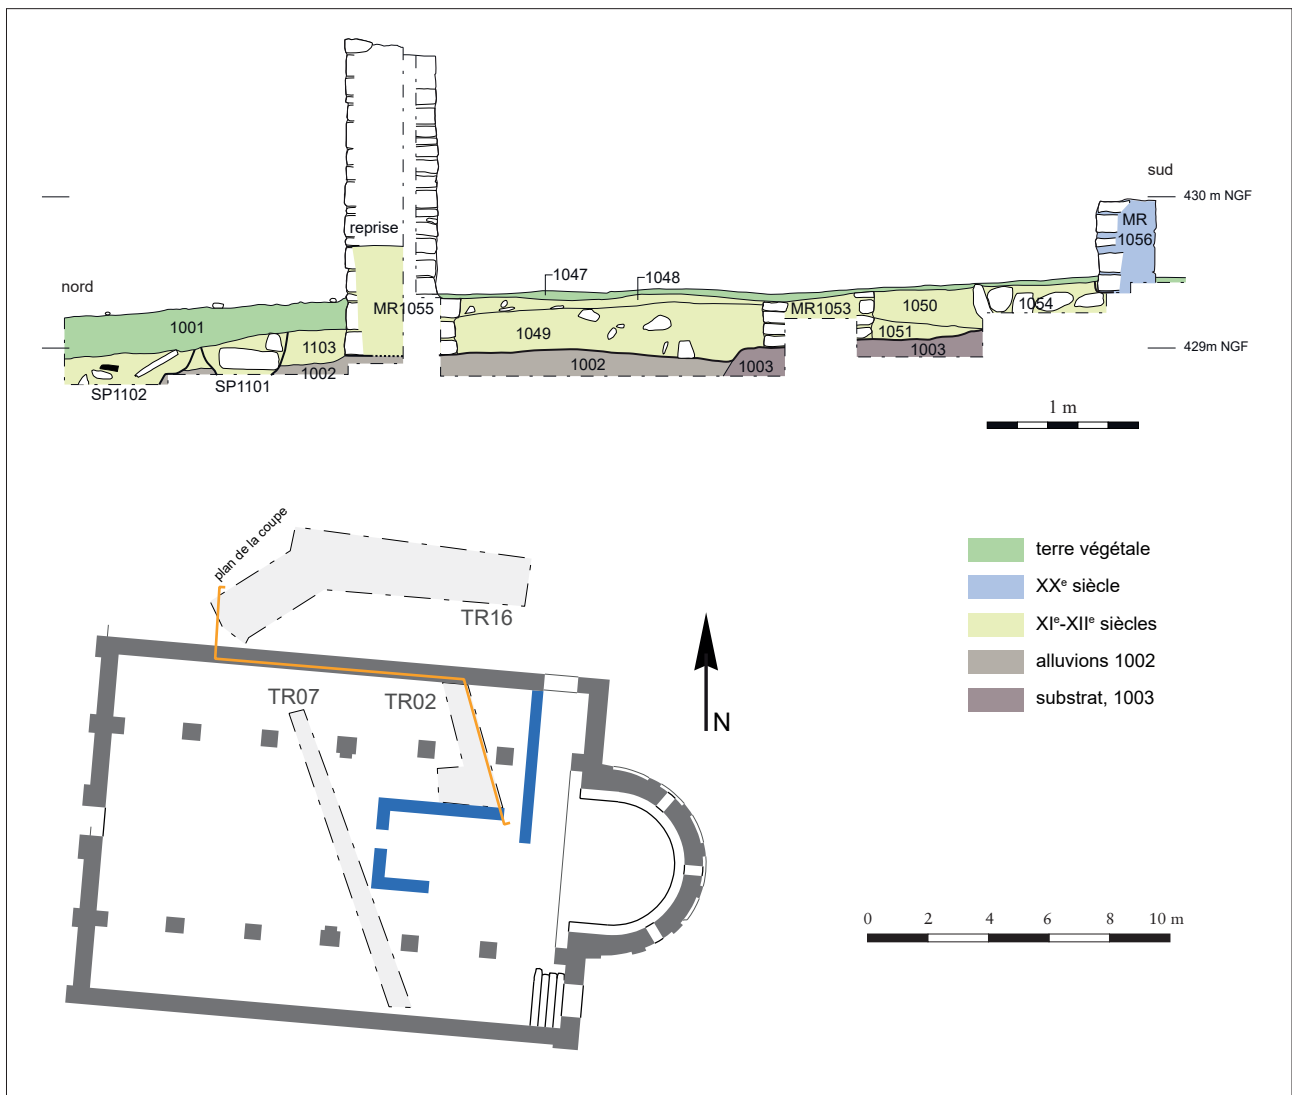 sud
430 m NGF
MR
1056
reprise
1047
1048
nord
MR1055
MR1053
1050
1054
1001
1049
1051
1103
1003
429m NGF
1002
1002
1003
SP1102
SP1101
1 m
plan de la coupe
terre végétale
XXe siècle
TR16
XIe-XIIe siècles
alluvions 1002
TR07
TR02
substrat, 1003
N
0 2 4 6 8 10 m